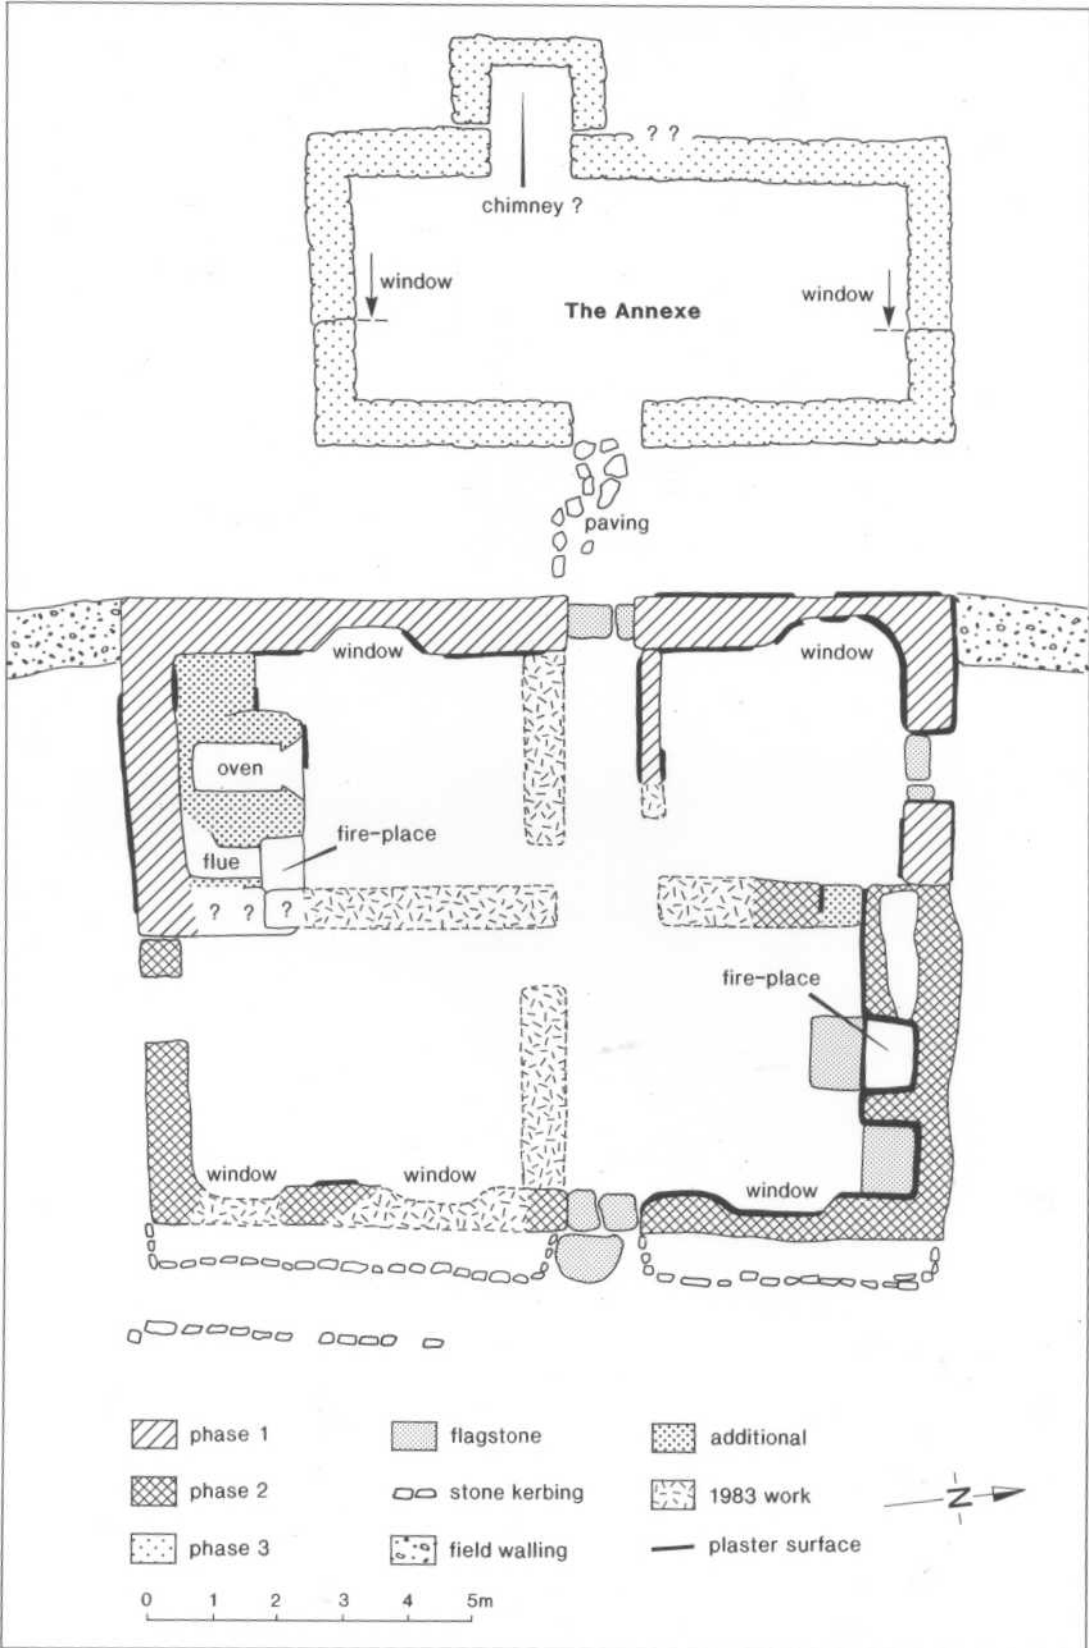 ? ?
chimney ?
window
window
The Annexe
paving
window
window
oven
fire-place
flue
? ? ?
fire-place
window
window
window
phase 1
flagstone
additional
phase 2
stone kerbing
1983 work
N
phase 3
field walling
plaster surface
0 1 2 3 4 5m